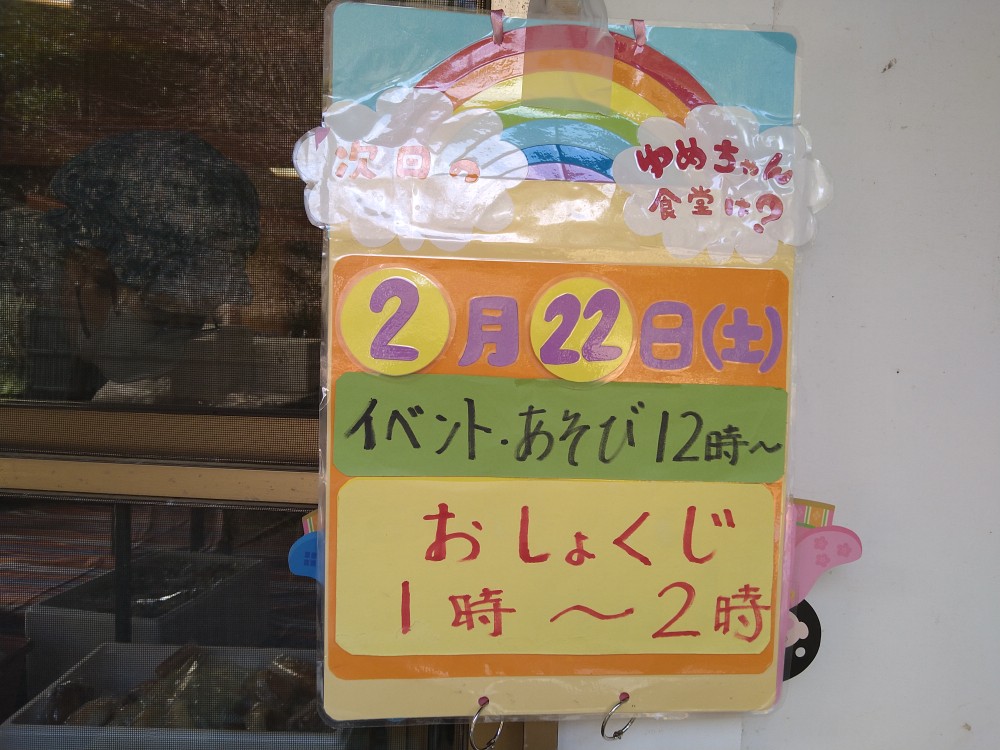 次回の
ゆめちゃん
食堂は?
2月22日(土)
イベント・あそび 12時〜
おしょくじ
1時〜2時